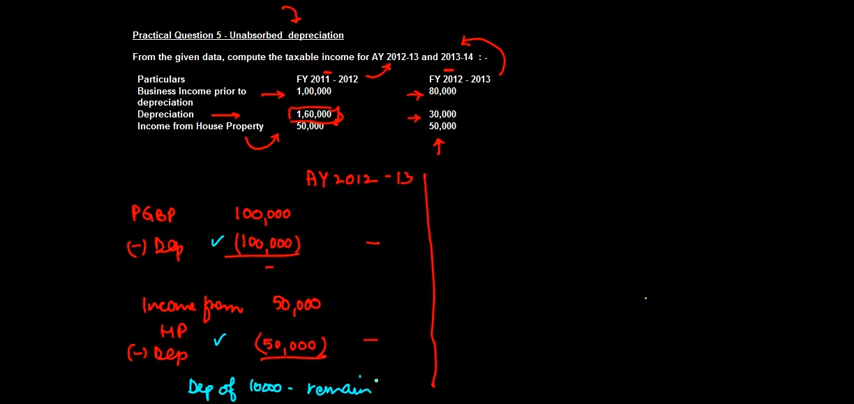 Practical Question 5 - Unabsorbed depreciation
From the given data, compute the taxable income for AY 2012-13 and 2013-14 : -
Particulars FY 2011 - 2012 FY 2012 - 2013
Business Income prior to 1,00,000 80,000
depreciation
Depreciation 1,60,000 30,000
Income from House Property 50,000 50,000
AY 2012 - 13
PGBP 100,000
(-) Dep ✓ (100,000) -
-
Income from 50,000
HP
(-) Dep ✓ (50,000) -
Dep of 10000 - remain